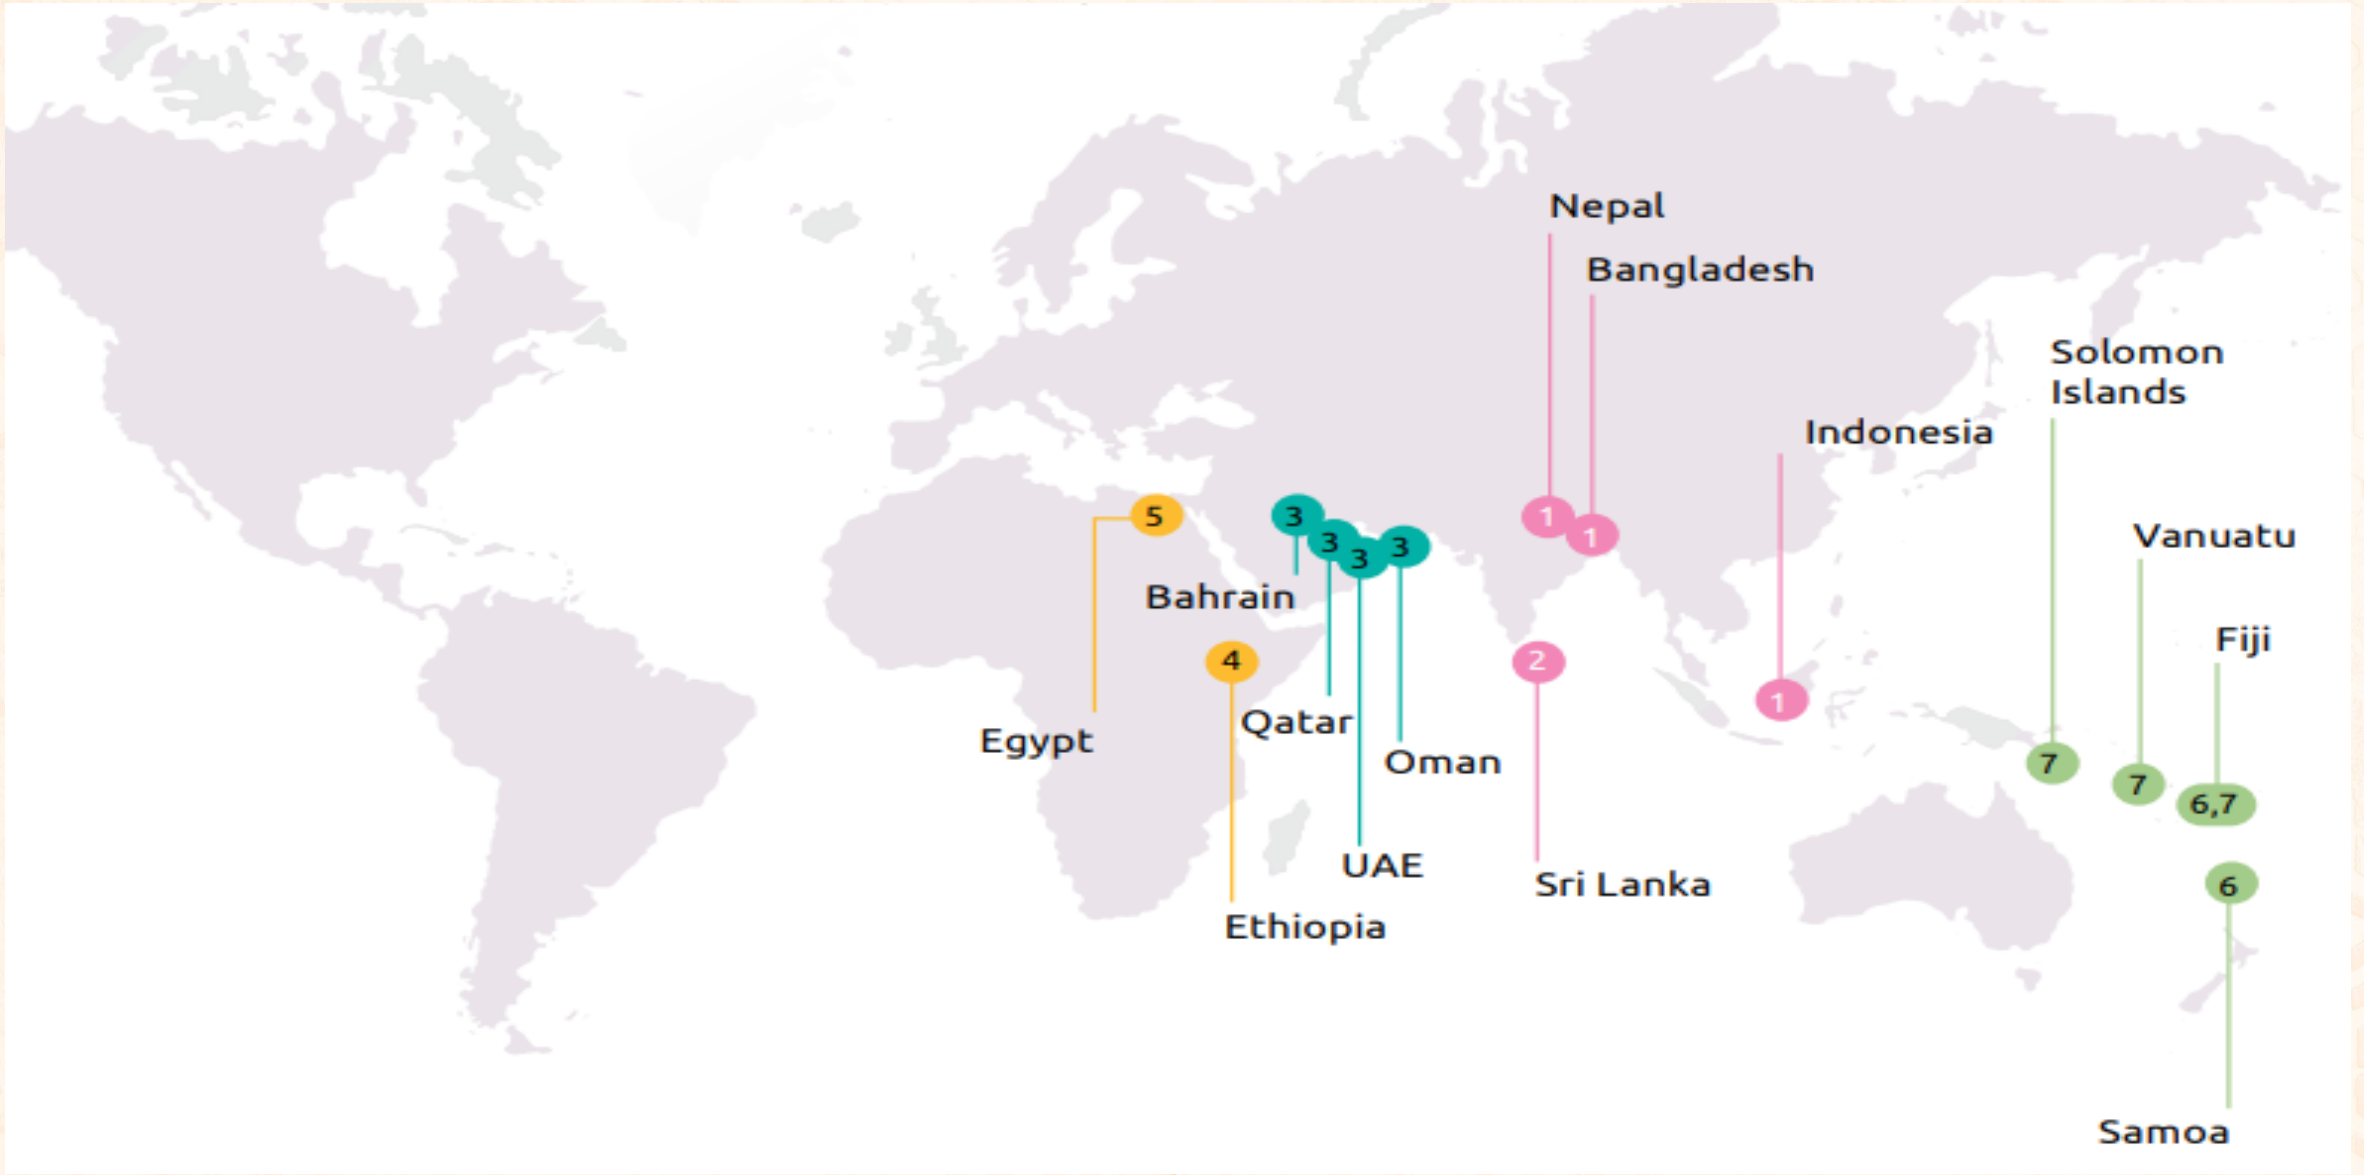 Nepal
Bangladesh
Solomon
Islands
Indonesia
5
3
3
3
3
1
1
Vanuatu
Bahrain
Fiji
4
2
1
Egypt
Qatar
Oman
7
7
6,7
UAE
Sri Lanka
6
Ethiopia
Samoa